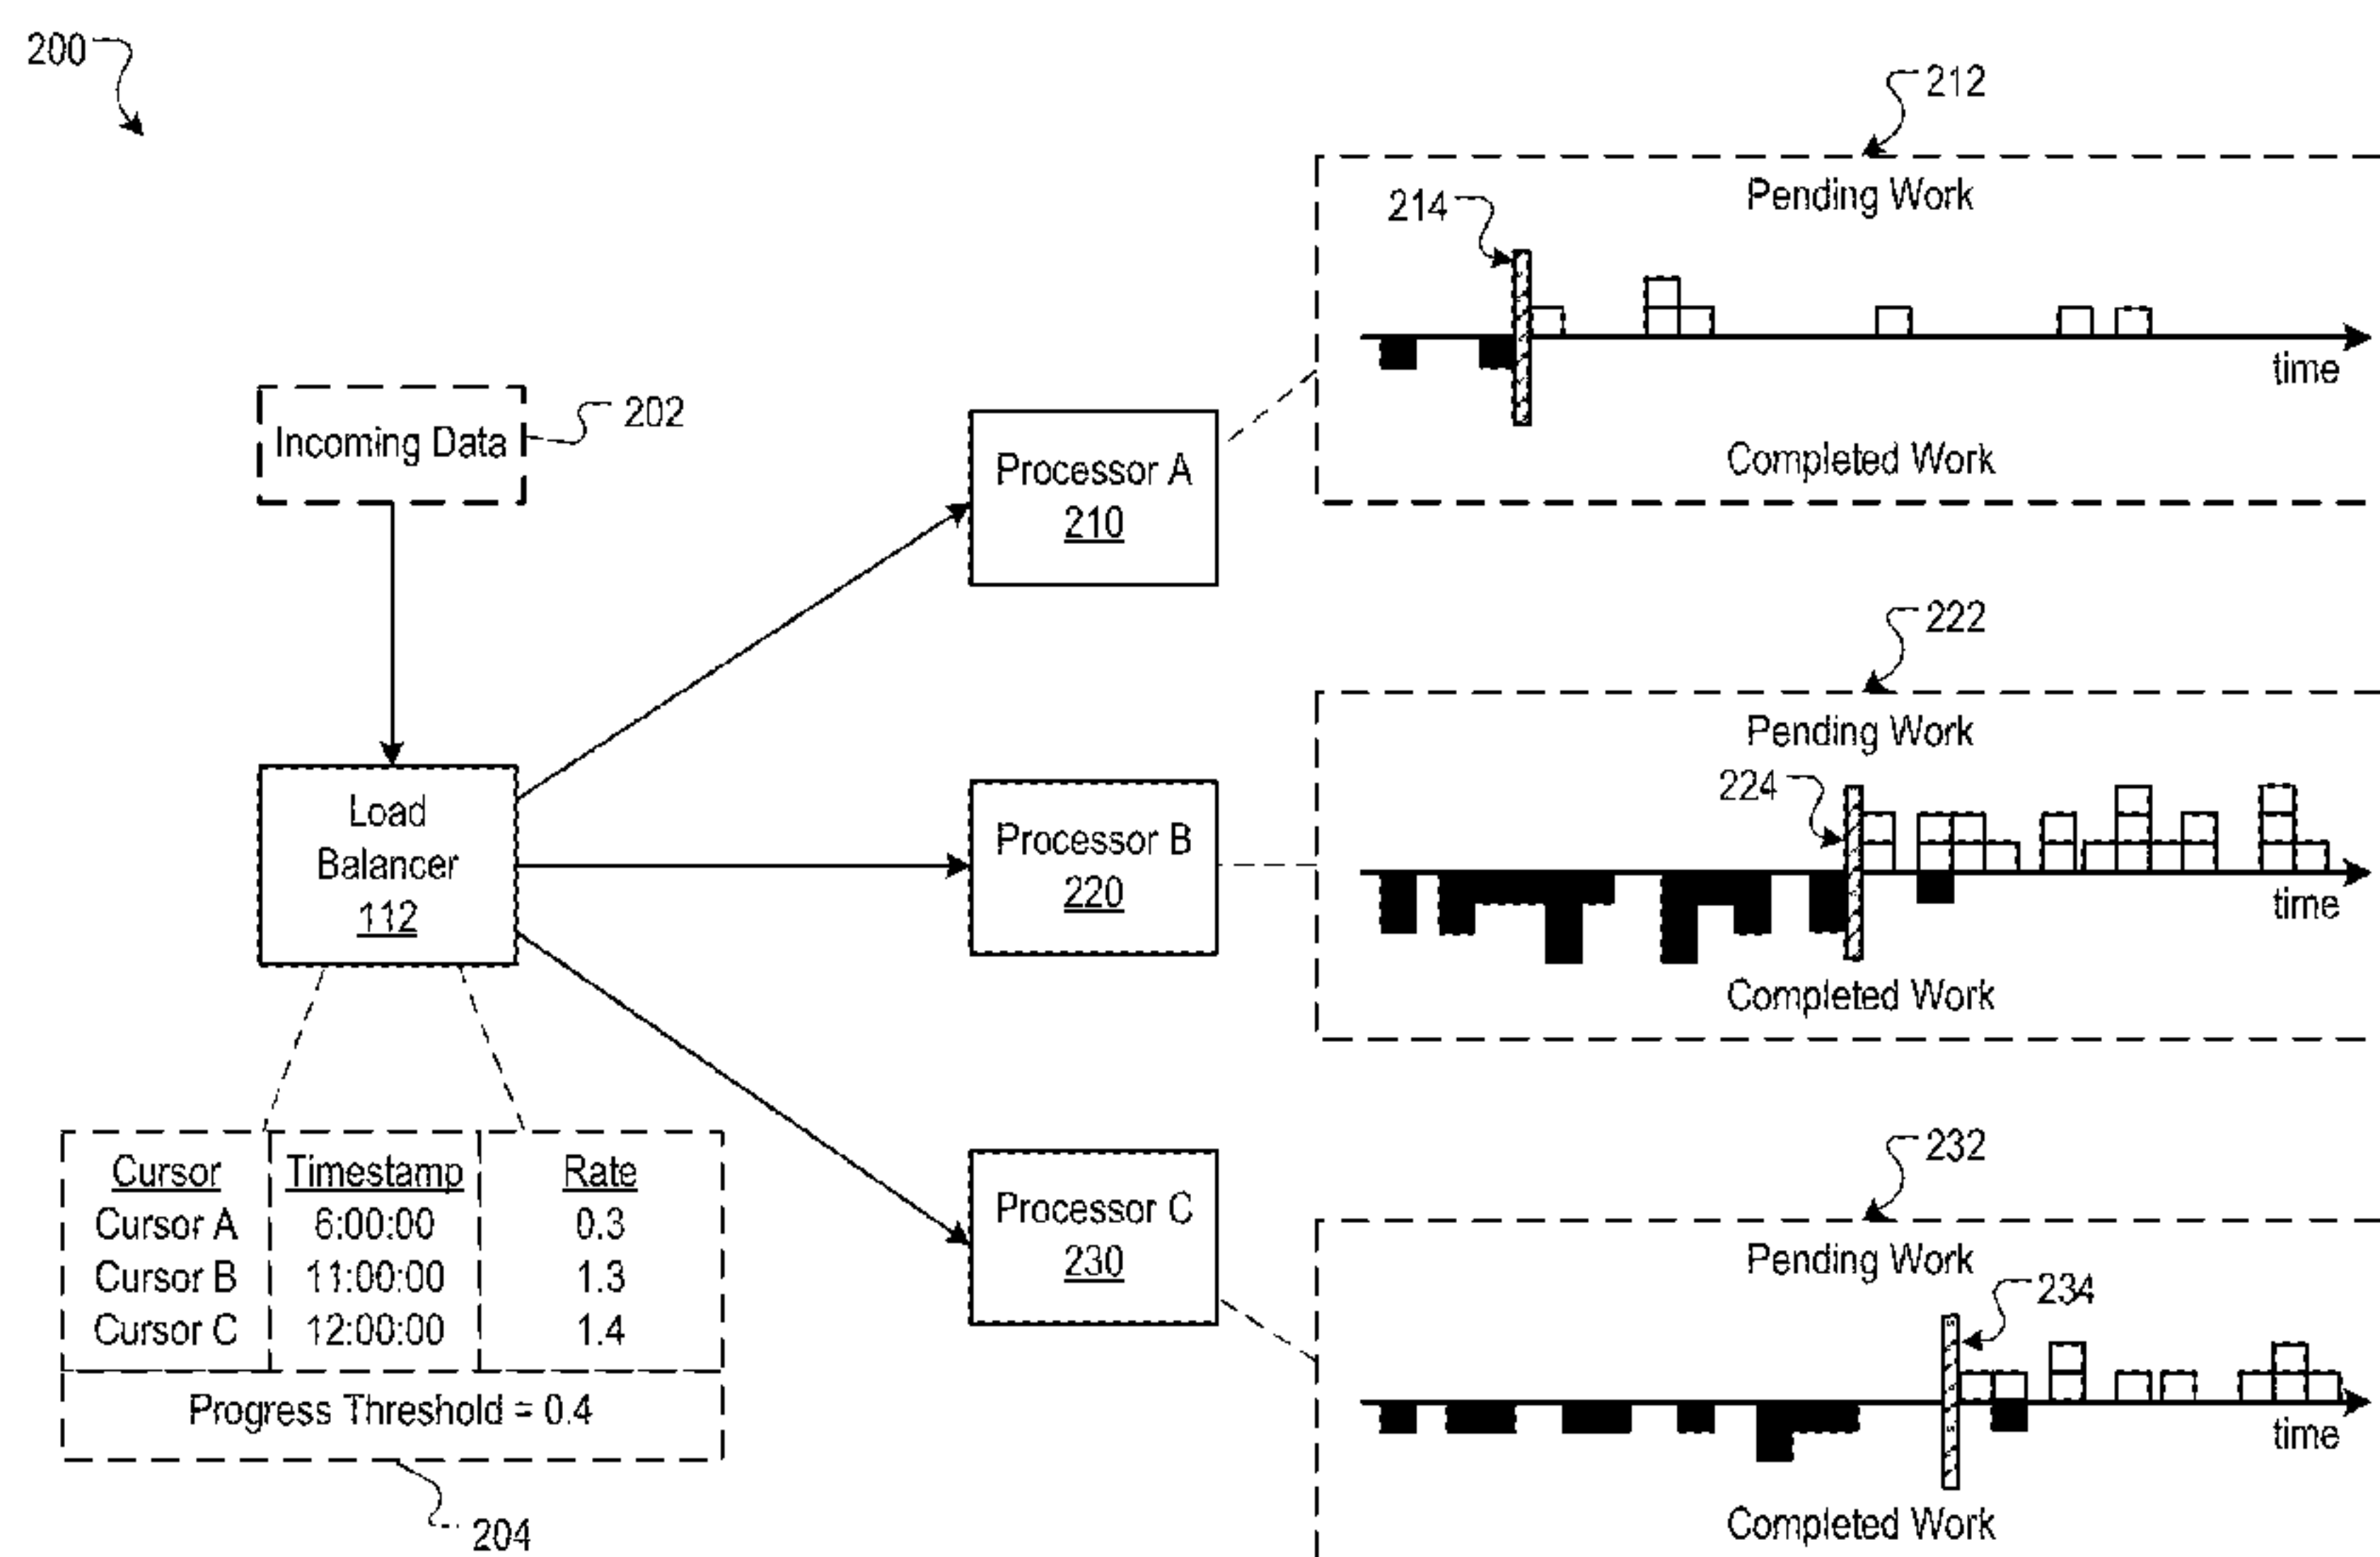 200
212
Pending Work
214
time
Completed Work
Incoming Data
202
Processor A
210
222
Pending Work
224
time
Completed Work
Load
Balancer
112
Processor B
220
Cursor Timestamp Rate
Cursor A 6:00:00 0.3
Cursor B 11:00:00 1.3
Cursor C 12:00:00 1.4
Progress Threshold = 0.4
204
Processor C
230
232
Pending Work
234
time
Completed Work